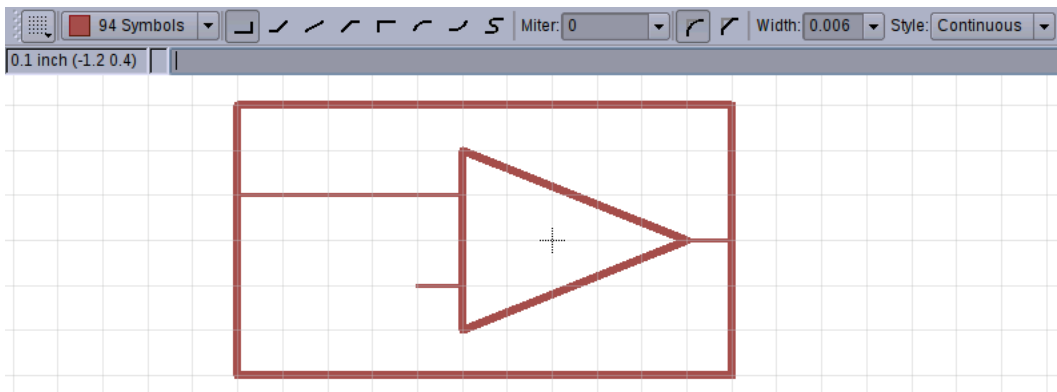 94 Symbols Miter: 0 Width: 0.006 Style: Continuous
0.1 inch (-1.2 0.4)